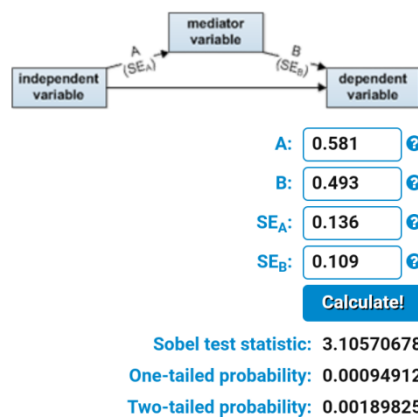 mediator
variable
A
(SEA)
B
(SEB)
independent
variable
dependent
variable
A: 0.581
B: 0.493
SEA: 0.136
SEB: 0.109
Calculate!
Sobel test statistic: 3.10570678
One-tailed probability: 0.00094912
Two-tailed probability: 0.00189825